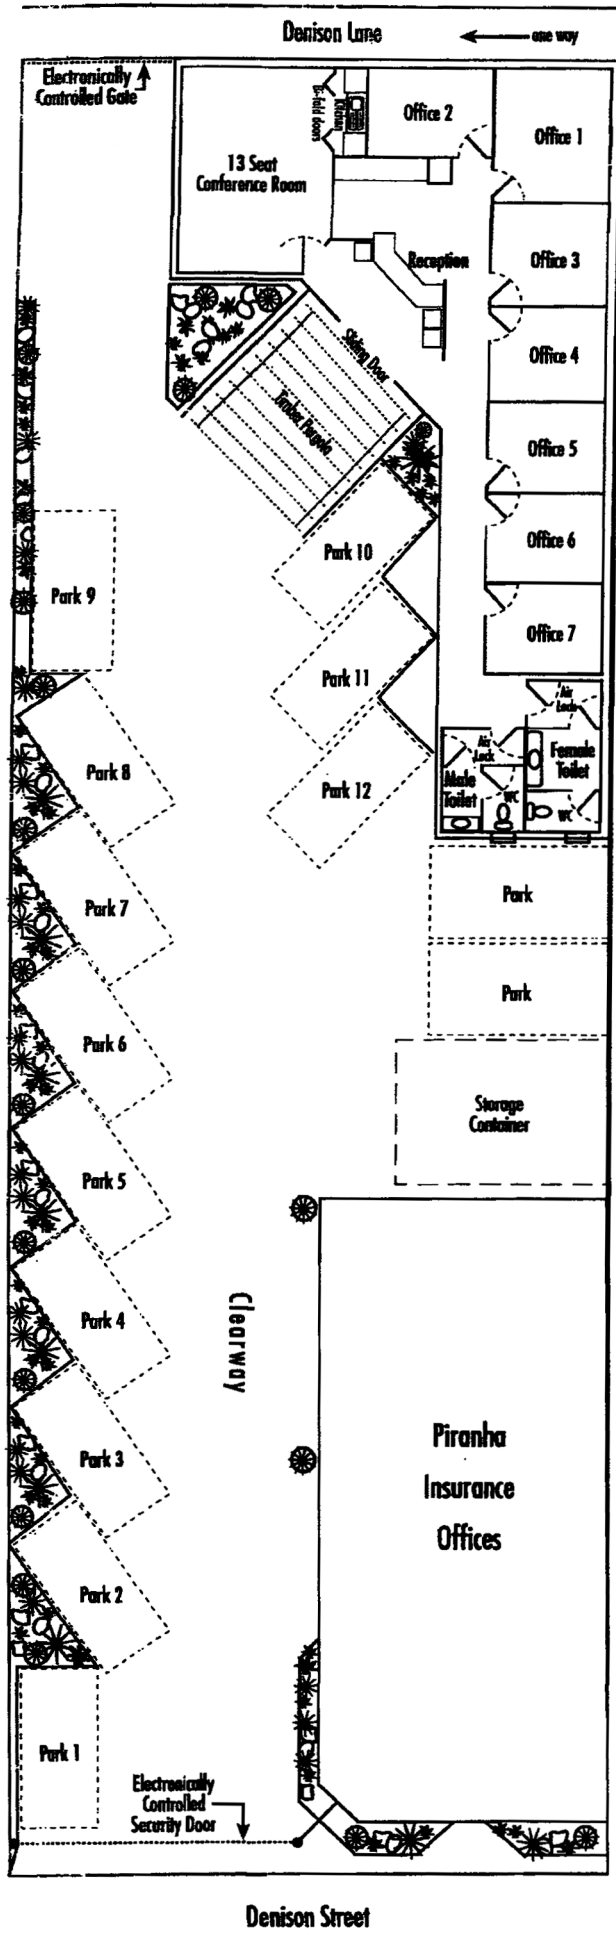 Denison Lane
one way
Electronically
Controlled Gate
Kitchen
Bi-fold doors
Office 2
Office 1
13 Seat
Conference Room
Reception
Office 3
Sliding Door
Office 4
Timber Pergola
Office 5
Park 10
Office 6
Park 9
Office 7
Park 11
Air
Lock
Park 8
Air
Lock
Female
Toilet
Male
Toilet
Park 12
WC
WC
Park 7
Park
Park 6
Park
Storage
Container
Park 5
Park 4
Clearway
Park 3
Piranha
Insurance
Offices
Park 2
Park 1
Electronically
Controlled
Security Door
Denison Street